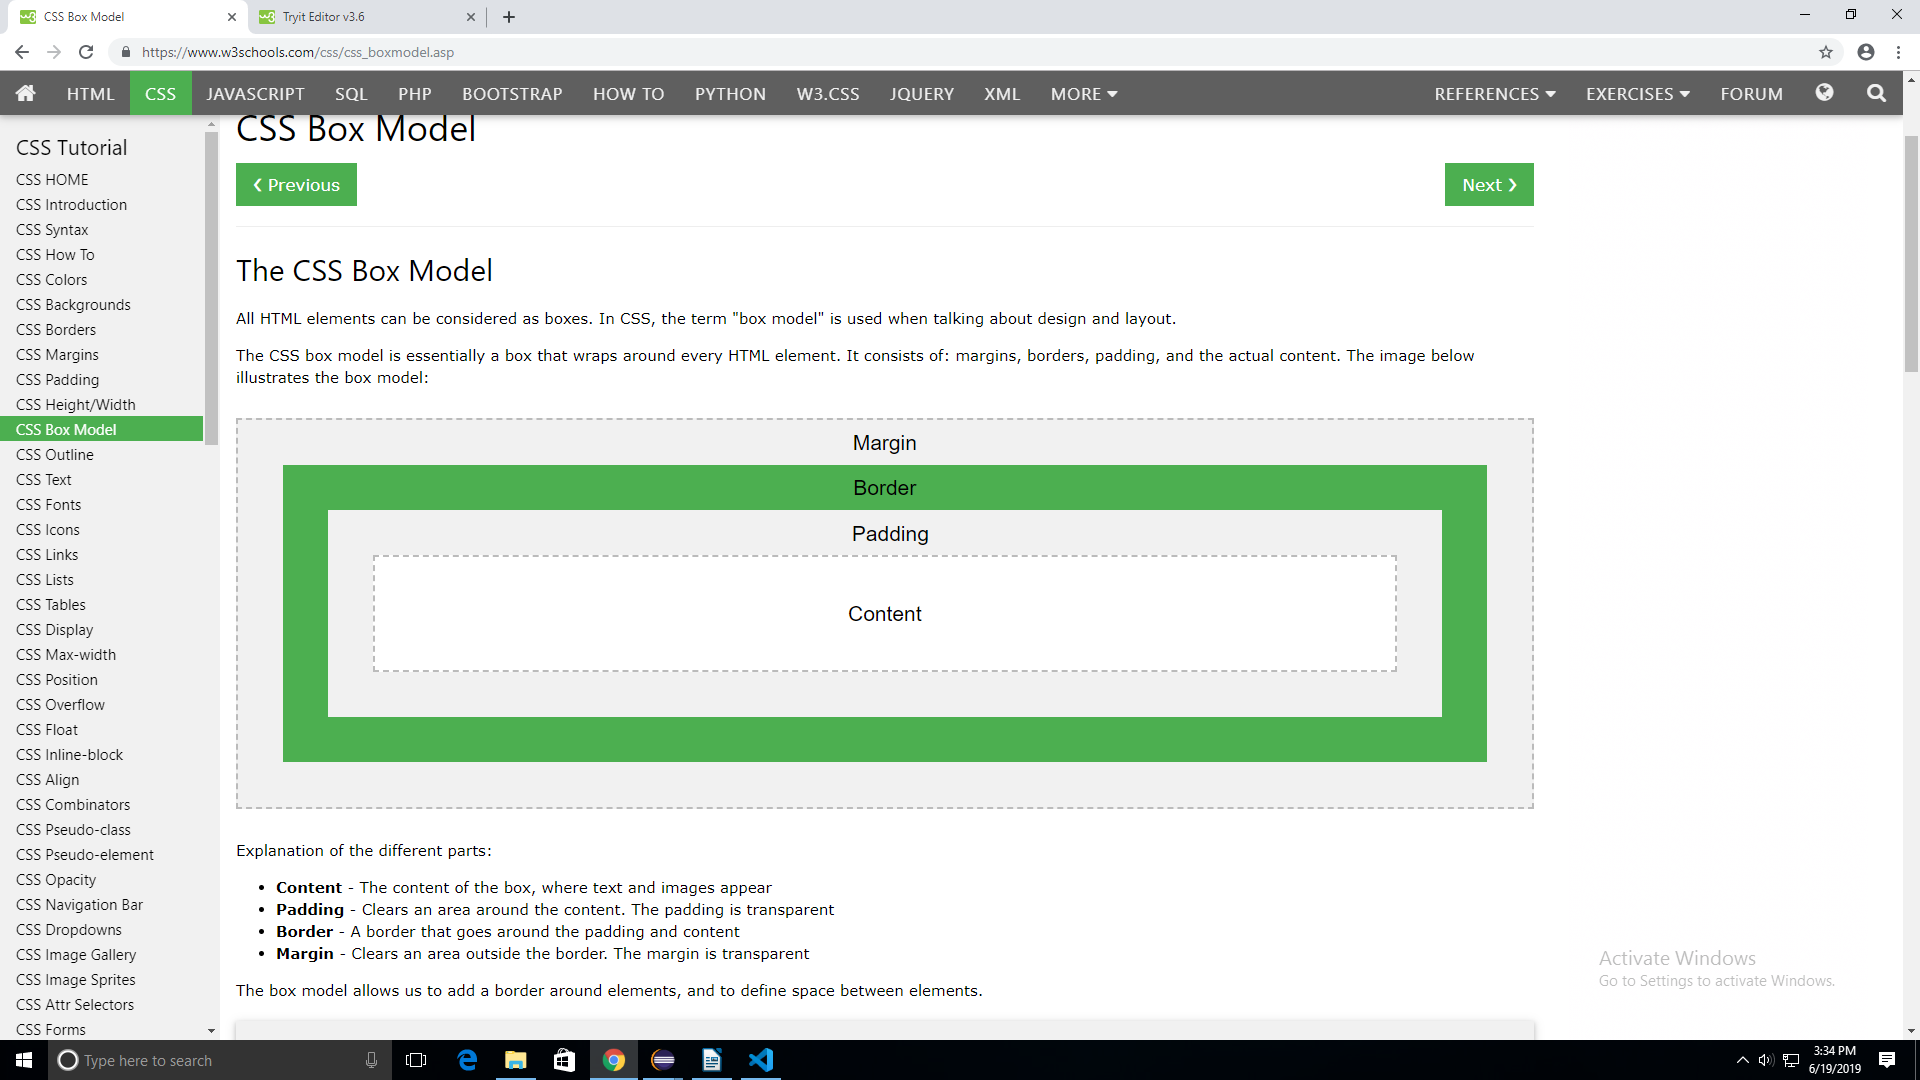 CSS Box Model
Tryit Editor v3.6
https://www.w3schools.com/css/css_boxmodel.asp
HTML CSS JAVASCRIPT SQL PHP BOOTSTRAP HOW TO PYTHON W3.CSS JQUERY XML MORE REFERENCES EXERCISES FORUM
CSS Tutorial
CSS HOME
CSS Introduction
CSS Syntax
CSS How To
CSS Colors
CSS Backgrounds
CSS Borders
CSS Margins
CSS Padding
CSS Height/Width
CSS Box Model
CSS Outline
CSS Text
CSS Fonts
CSS Icons
CSS Links
CSS Lists
CSS Tables
CSS Display
CSS Max-width
CSS Position
CSS Overflow
CSS Float
CSS Inline-block
CSS Align
CSS Combinators
CSS Pseudo-class
CSS Pseudo-element
CSS Opacity
CSS Navigation Bar
CSS Dropdowns
CSS Image Gallery
CSS Image Sprites
CSS Attr Selectors
CSS Forms
CSS Box Model
❮ Previous
Next ❯
The CSS Box Model
All HTML elements can be considered as boxes. In CSS, the term "box model" is used when talking about design and layout.
The CSS box model is essentially a box that wraps around every HTML element. It consists of: margins, borders, padding, and the actual content. The image below
illustrates the box model:
Margin
Border
Padding
Content
Explanation of the different parts:
• Content - The content of the box, where text and images appear
• Padding - Clears an area around the content. The padding is transparent
• Border - A border that goes around the padding and content
• Margin - Clears an area outside the border. The margin is transparent
The box model allows us to add a border around elements, and to define space between elements.
Activate Windows
Go to Settings to activate Windows.
Type here to search
3:34 PM
6/19/2019